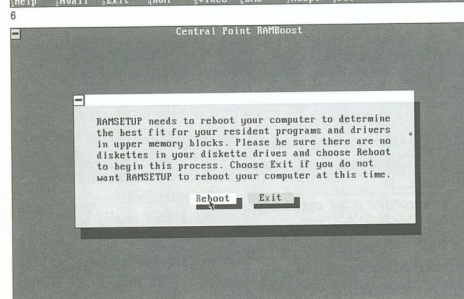 6
Central Point RAMBoost
RAMSETUP needs to reboot your computer to determine
the best fit for your resident programs and drivers
in upper memory blocks. Please be sure there are no
diskettes in your diskette drives and choose Reboot
to begin this process. Choose Exit if you do not
want RAMSETUP to reboot your computer at this time.
Reboot Exit